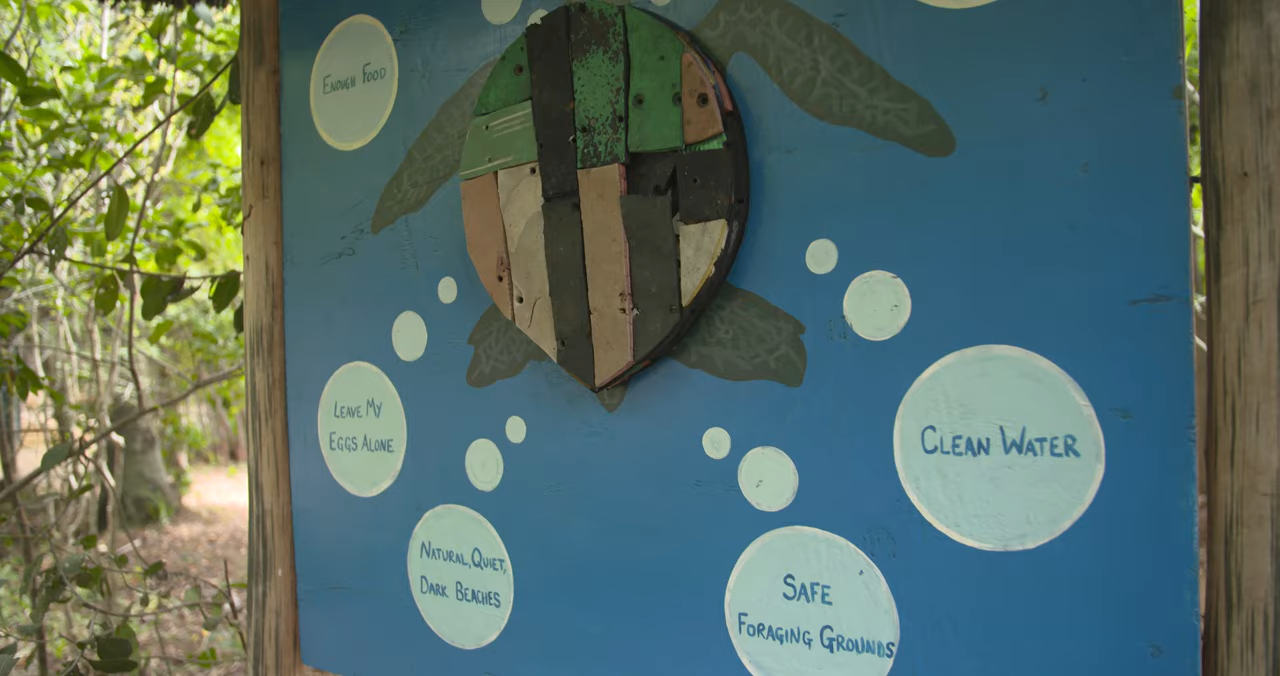 Enough Food
Leave My
Eggs Alone
Natural, Quiet,
Dark Beaches
Safe
Foraging Grounds
Clean Water